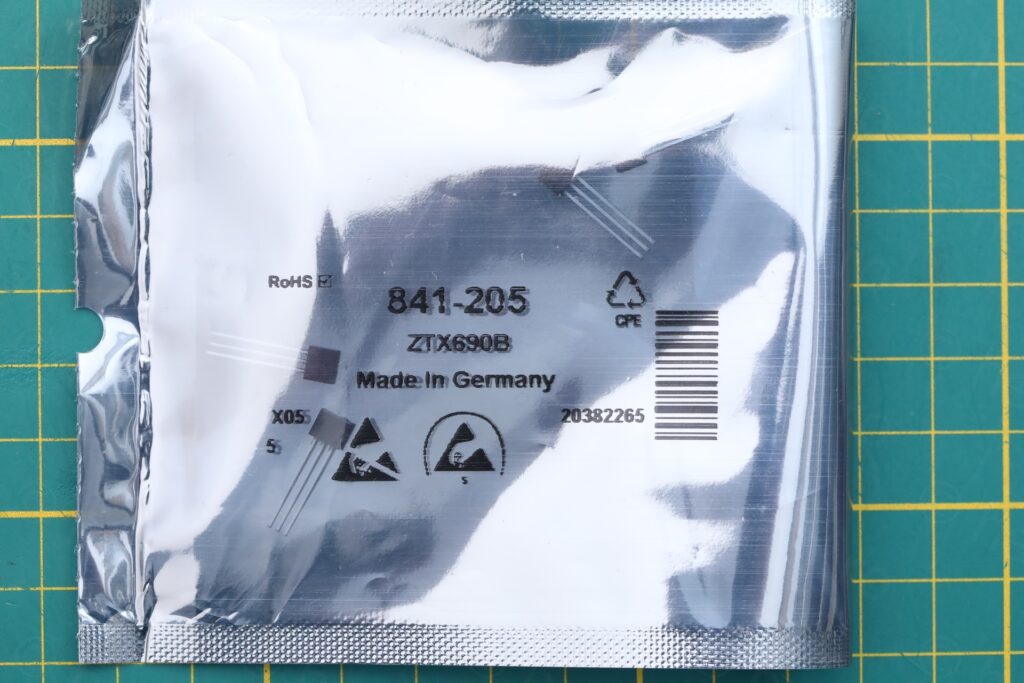 RoHS
841-205
CPE
ZTX690B
Made In Germany
X05
20382265
5
S